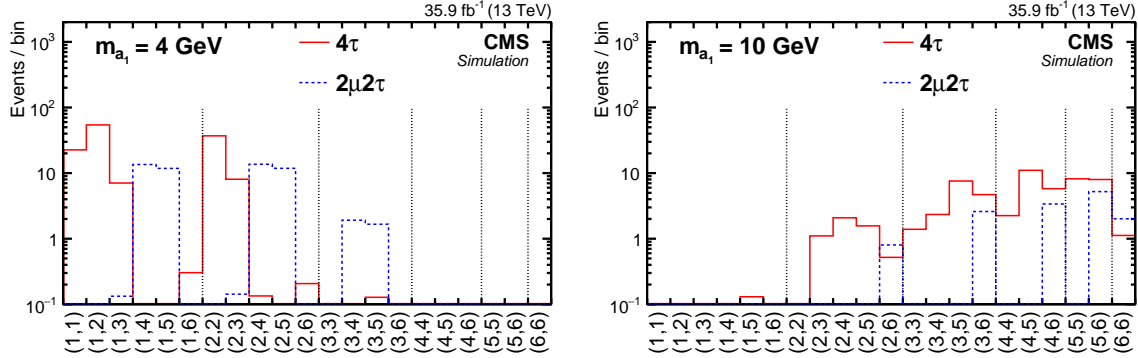 35.9 fb⁻¹ (13 TeV)
Events / bin
10³
10²
10
1
10⁻¹
m_{a₁} = 4 GeV
4τ
2μ2τ
CMS
Simulation
(1,1) (1,2) (1,3) (1,4) (1,5) (1,6) (2,2) (2,3) (2,4) (2,5) (2,6) (3,3) (3,4) (3,5) (3,6) (4,4) (4,5) (4,6) (5,5) (5,6) (6,6)
35.9 fb⁻¹ (13 TeV)
Events / bin
10³
10²
10
1
10⁻¹
m_{a₁} = 10 GeV
4τ
2μ2τ
CMS
Simulation
(1,1) (1,2) (1,3) (1,4) (1,5) (1,6) (2,2) (2,3) (2,4) (2,5) (2,6) (3,3) (3,4) (3,5) (3,6) (4,4) (4,5) (4,6) (5,5) (5,6) (6,6)